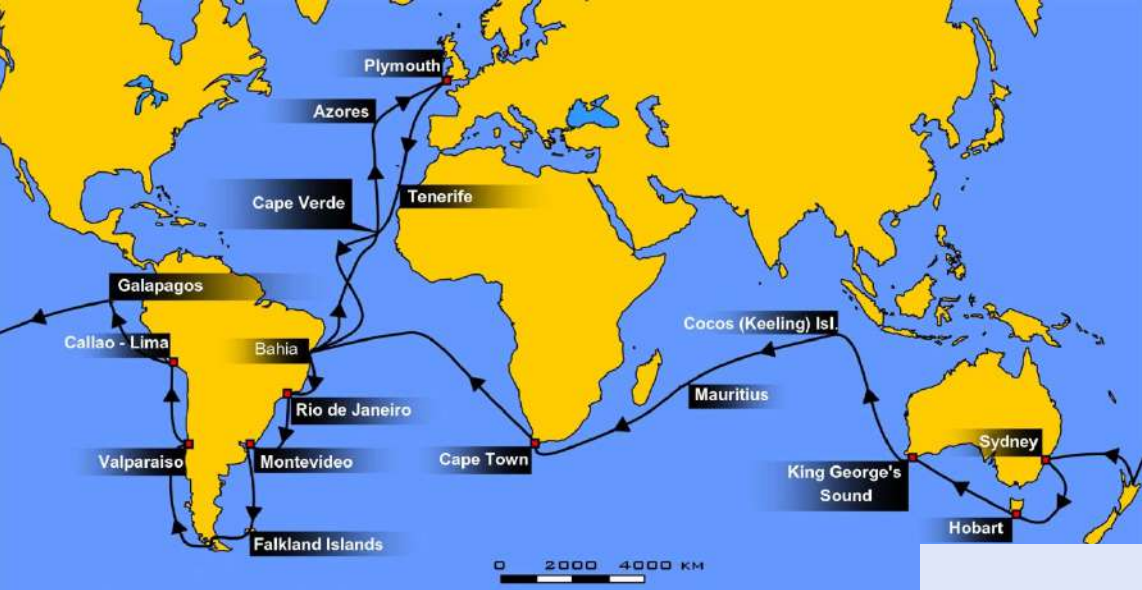 Plymouth
Azores
Cape Verde
Tenerife
Galapagos
Callao - Lima
Bahia
Cocos (Keeling) Isl.
Rio de Janeiro
Mauritius
Valparaiso
Montevideo
Cape Town
Sydney
King George's
Sound
Hobart
Falkland Islands
0 2000 4000 KM